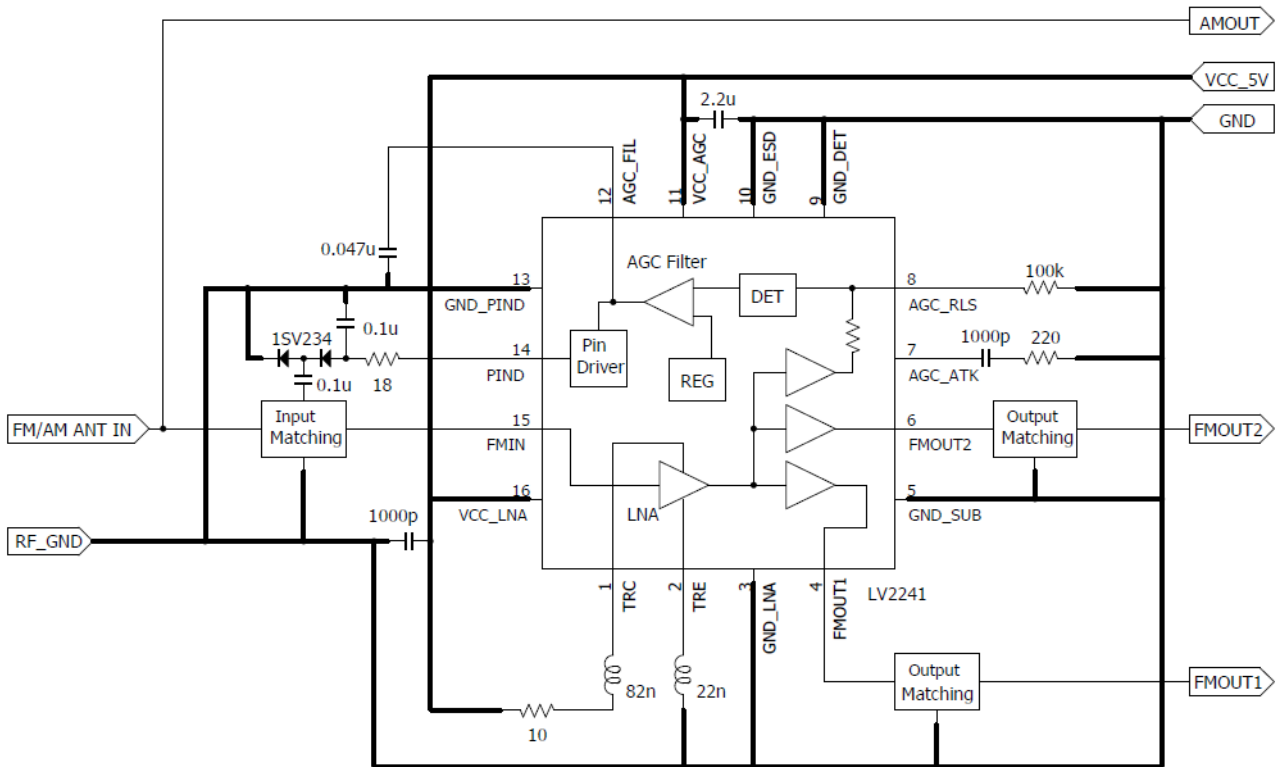 AMOUT
VCC_5V
2.2u
GND
AGC_FIL
VCC_AGC
GND_ESD
GND_DET
12
11
10
9
0.047u
13
AGC Filter
8
100k
GND_PIND
DET
AGC_RLS
0.1u
1SV234
14
Pin
Driver
7
1000p
220
PIND
18
0.1u
REG
AGC_ATK
FM/AM ANT IN
Input
Matching
15
FMIN
6
FMOUT2
Output
Matching
FMOUT2
16
VCC_LNA
LNA
5
GND_SUB
1000p
RF_GND
1
2
3
4
TRC
TRE
GND_LNA
FMOUT1
LV2241
82n
22n
Output
Matching
FMOUT1
10